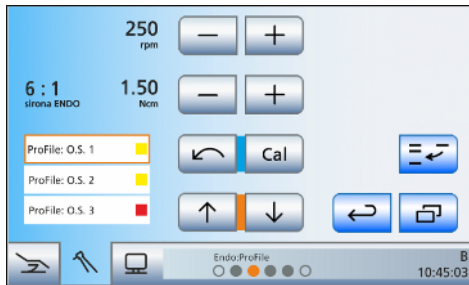 250
rpm
6 : 1
sirona ENDO
1.50
Ncm
ProFile: O.S. 1
Cal
ProFile: O.S. 2
ProFile: O.S. 3
Endo:ProFile
B
10:45:03